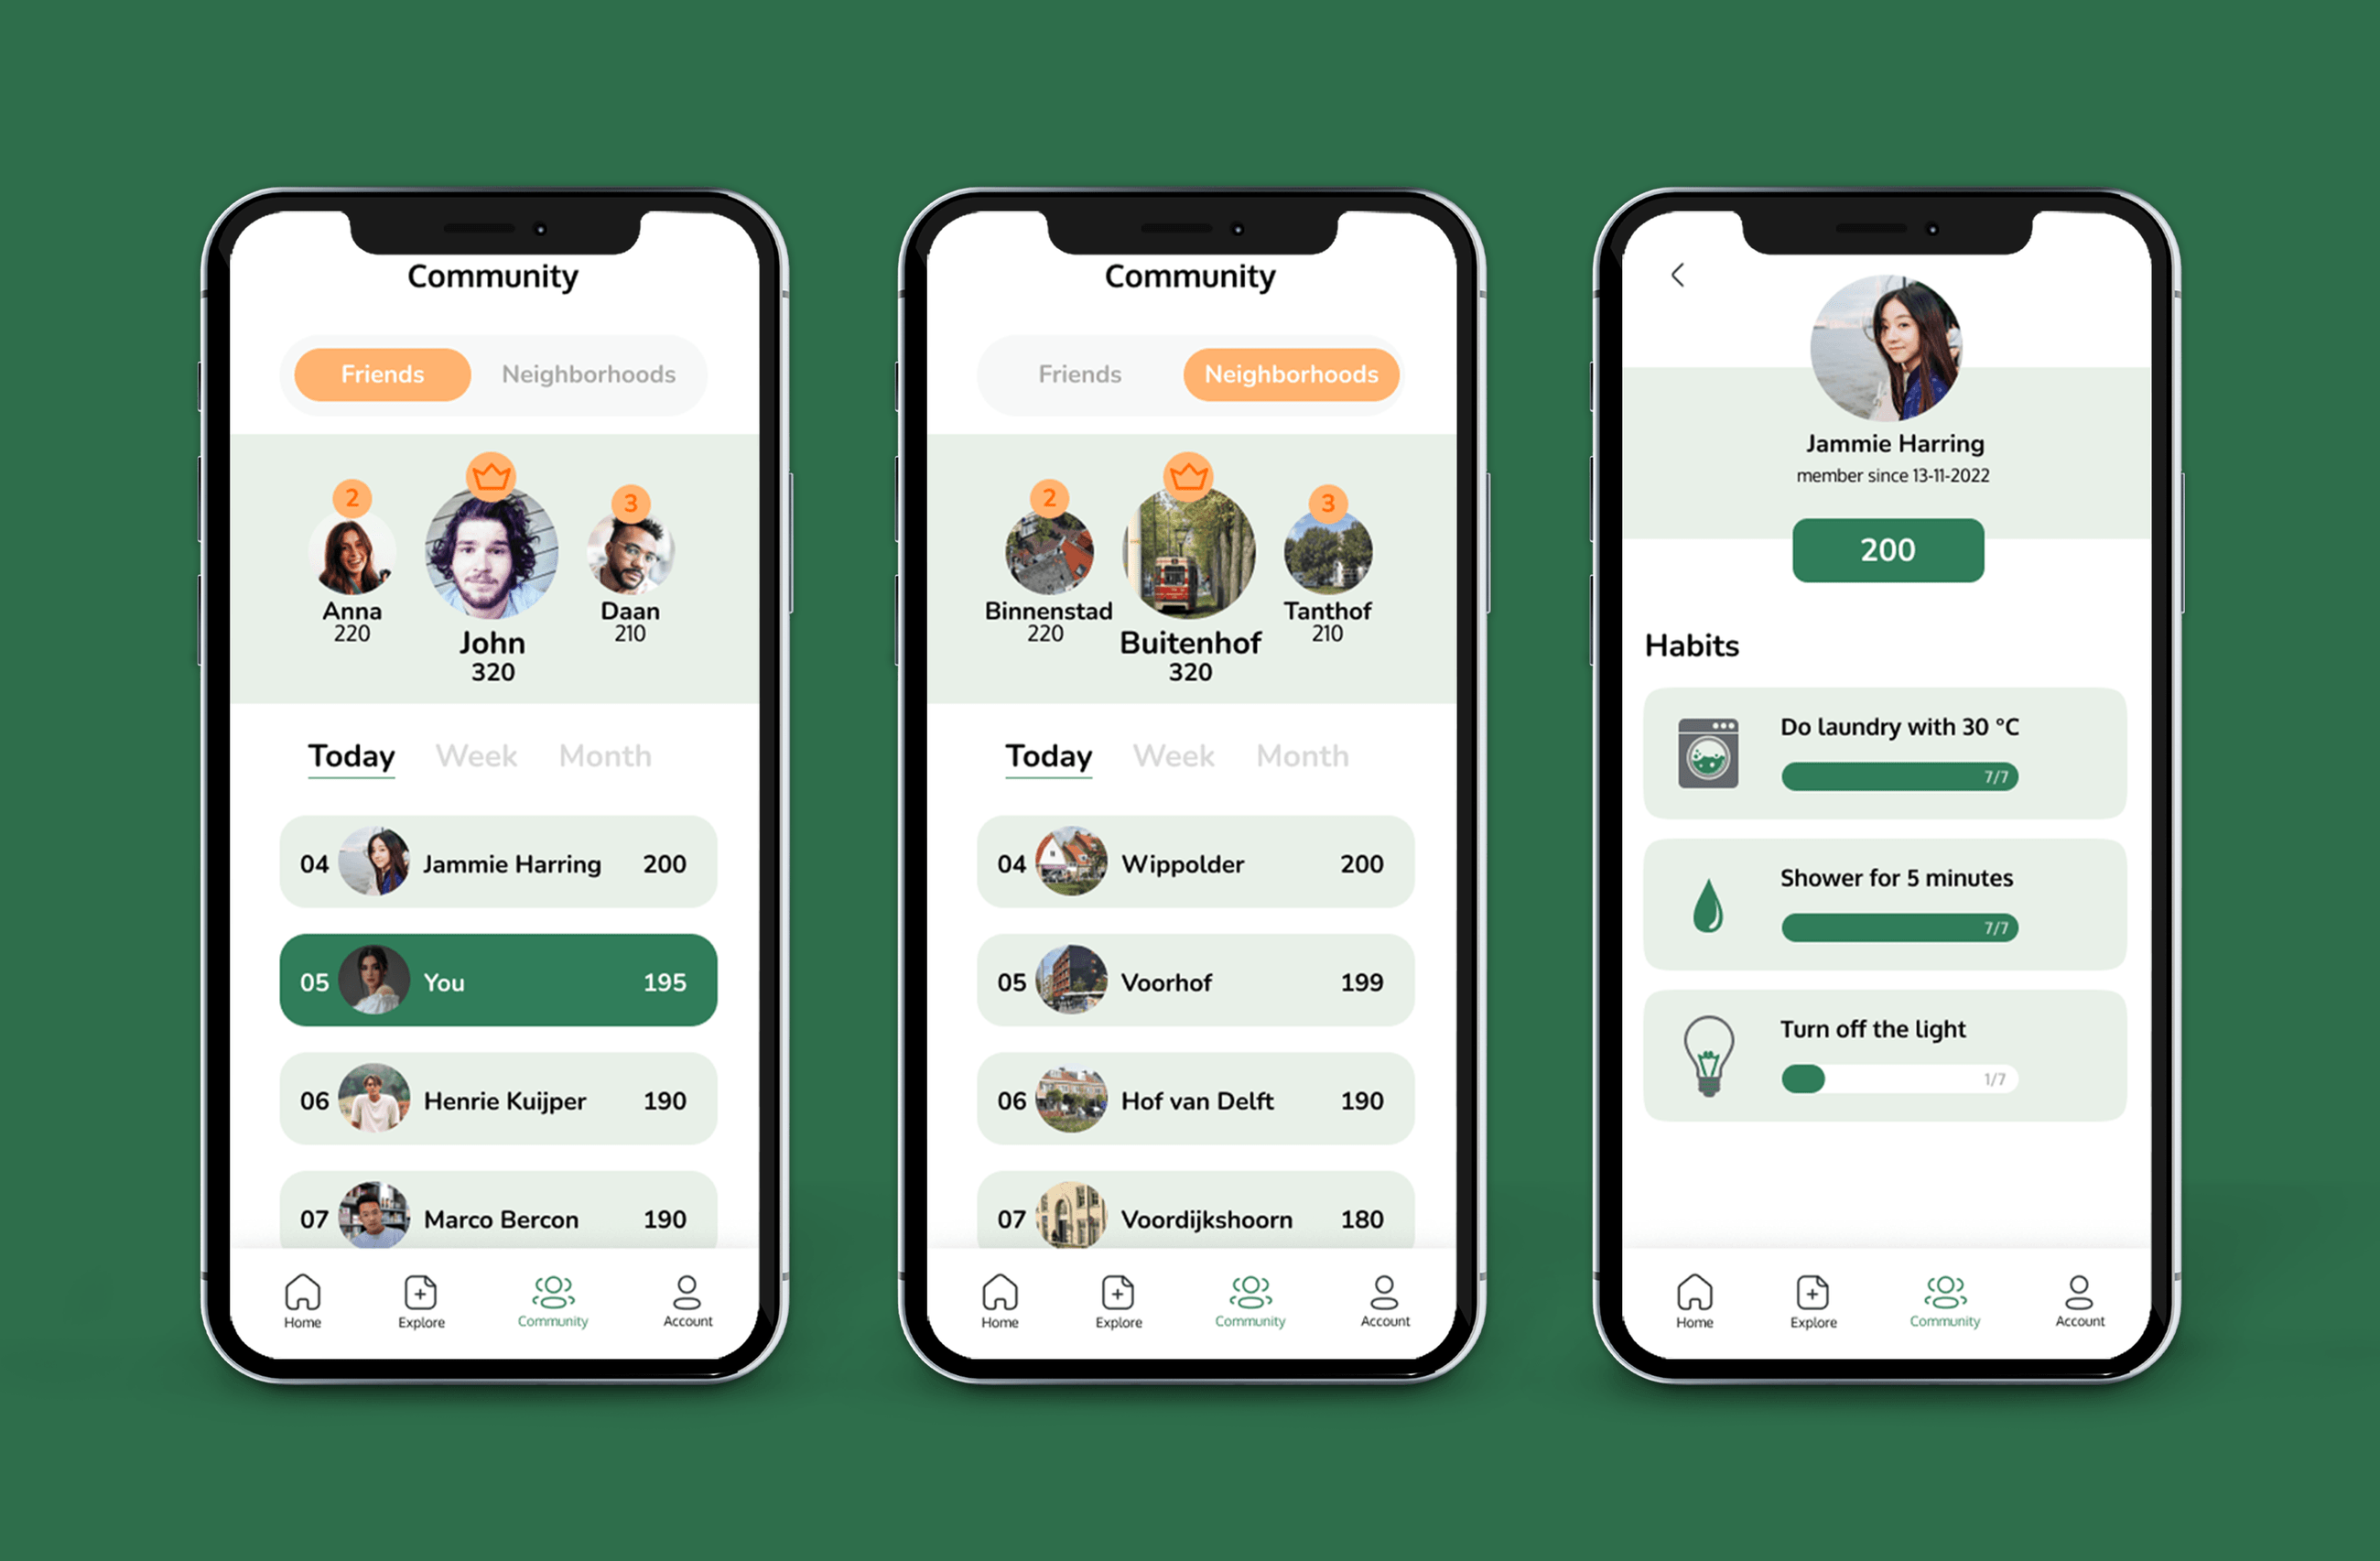 Community
Friends Neighborhoods
2 3
Anna John Daan
220 320 210
Today Week Month
04 Jammie Harring 200
05 You 195
06 Henrie Kuijper 190
07 Marco Bercon 190
Home Explore Community Account
Community
Friends Neighborhoods
2 3
Binnenstad Buitenhof Tanthof
220 320 210
Today Week Month
04 Wippolder 200
05 Voorhof 199
06 Hof van Delft 190
07 Voordijkshoorn 180
Home Explore Community Account
Jammie Harring
member since 13-11-2022
200
Habits
Do laundry with 30 °C
7/7
Shower for 5 minutes
7/7
Turn off the light
1/7
Home Explore Community Account